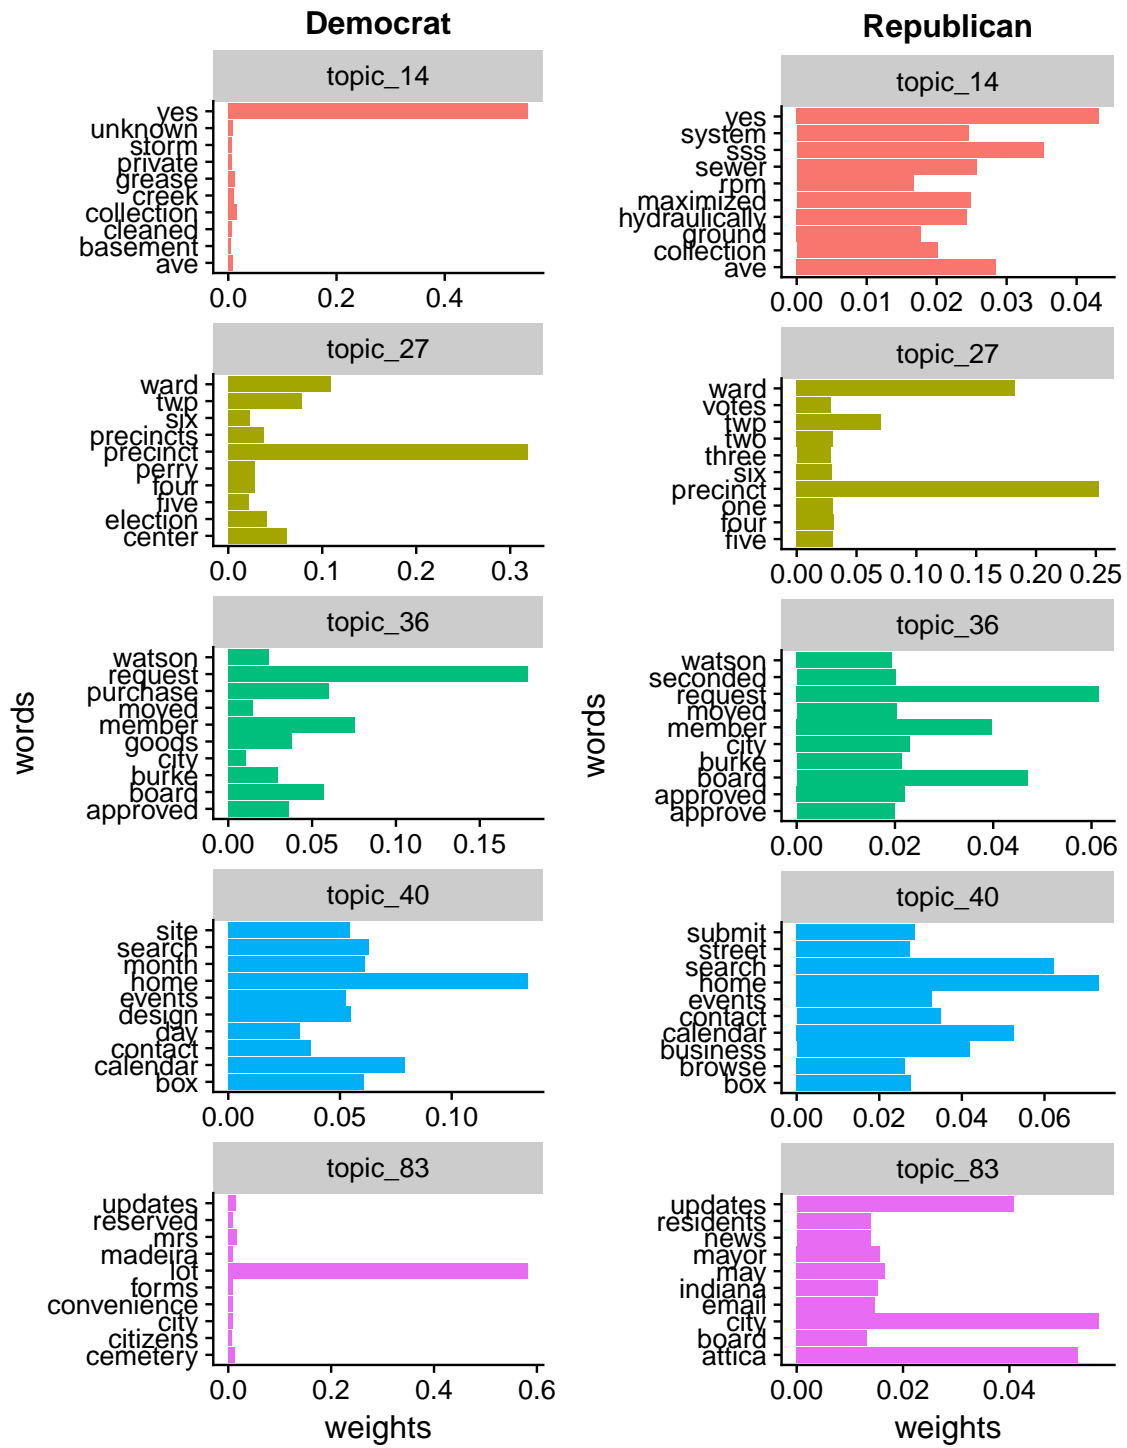 Democrat
topic_14
yes
unknown
storm
private
grease
creek
collection
cleaned
basement
ave
0.0 0.2 0.4
topic_27
ward
twp
six
precincts
precinct
perry
four
five
election
center
0.0 0.1 0.2 0.3
topic_36
watson
request
purchase
moved
member
goods
city
burke
board
approved
0.00 0.05 0.10 0.15
topic_40
site
search
month
home
events
design
day
contact
calendar
box
0.00 0.05 0.10
topic_83
updates
reserved
mrs
madeira
lot
forms
convenience
city
citizens
cemetery
0.0 0.2 0.4 0.6
weights
words
Republican
topic_14
yes
system
sss
sewer
rpm
maximized
hydraulically
ground
collection
ave
0.00 0.01 0.02 0.03 0.04
topic_27
ward
votes
twp
two
three
six
precinct
one
four
five
0.00 0.05 0.10 0.15 0.20 0.25
topic_36
watson
seconded
request
moved
member
city
burke
board
approved
approve
0.00 0.02 0.04 0.06
topic_40
submit
street
search
home
events
contact
calendar
business
browse
box
0.00 0.02 0.04 0.06
topic_83
updates
residents
news
mayor
may
indiana
email
city
board
attica
0.00 0.02 0.04
weights
words